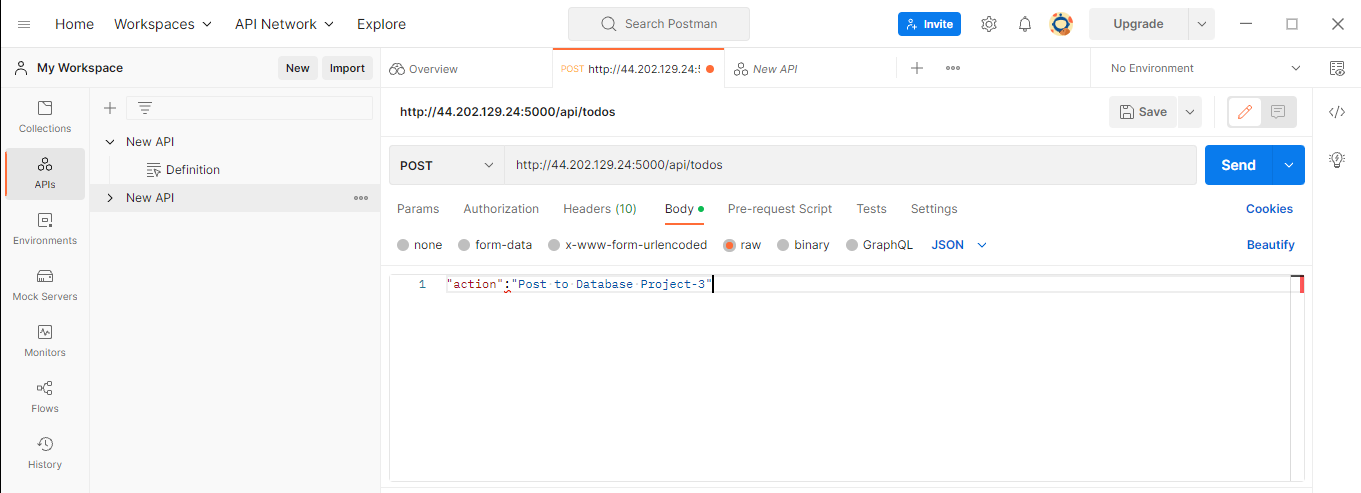 Home Workspaces API Network Explore Search Postman Invite Upgrade
My Workspace New Import
Overview POST http://44.202.129.24:5 New API No Environment
Collections
APIs
Environments
Mock Servers
Monitors
Flows
History
New API
Definition
New API
http://44.202.129.24:5000/api/todos Save
POST http://44.202.129.24:5000/api/todos Send
Params Authorization Headers (10) Body Pre-request Script Tests Settings Cookies
none form-data x-www-form-urlencoded raw binary GraphQL JSON Beautify
1 "action":"Post to Database Project-3"